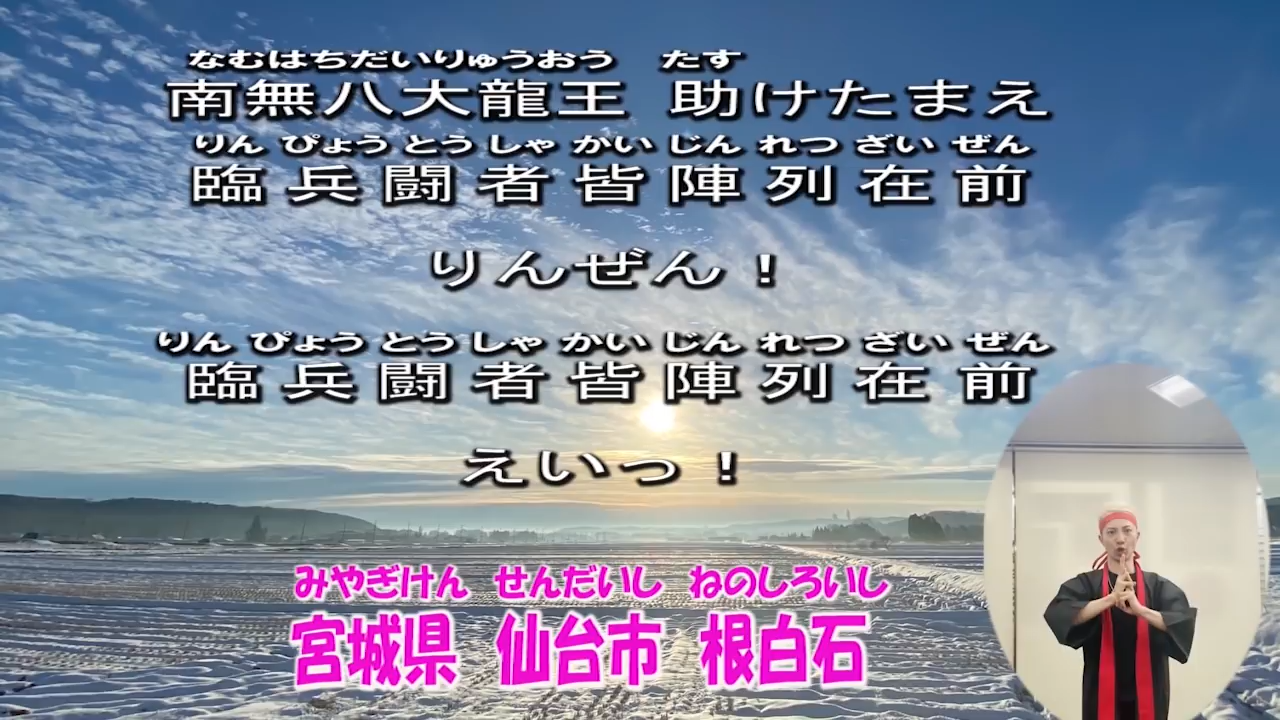 なむはちだいりゅうおう たす
南無八大龍王 助けたまえ
りん ぴょう とう しゃ かい じん れつ ざい ぜん
臨兵闘者皆陣列在前
りんぜん！
りん ぴょう とう しゃ かい じん れつ ざい ぜん
臨兵闘者皆陣列在前
えいっ！
みやぎけん せんだいし ねのしろいし
宮城県 仙台市 根白石